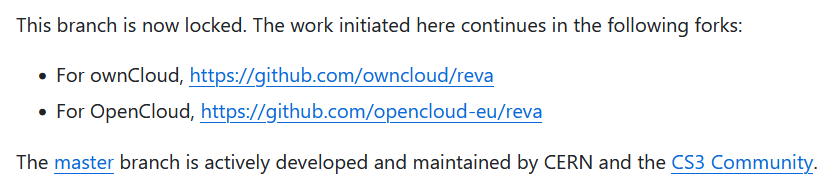 This branch is now locked. The work initiated here continues in the following forks:
• For ownCloud, https://github.com/owncloud/reva
• For OpenCloud, https://github.com/opencloud-eu/reva
The master branch is actively developed and maintained by CERN and the CS3 Community.